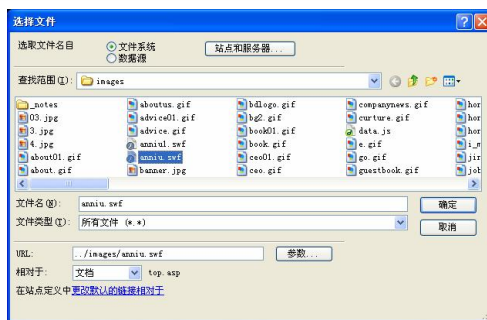 选择文件
选取文件名自 文件系统 站点和服务器...
数据源
查找范围(I): images
_notes aboutus.gif bdlogo.gif companynews.gif hor
03.jpg advice01.gif bg2.gif curture.gif hor
3.jpg advice.gif book01.gif data.js hor
4.jpg anniu1.swf book.gif e.gif i_m
about01.gif anniu.swf ceo01.gif go.gif jir
about.gif banner.jpg ceo.gif guestbook.gif job
文件名(N): anniu.swf 确定
文件类型(T): 所有文件 (*.*) 取消
URL: ../images/anniu.swf 参数...
相对于: 文档 top.asp
在站点定义中更改默认的链接相对于